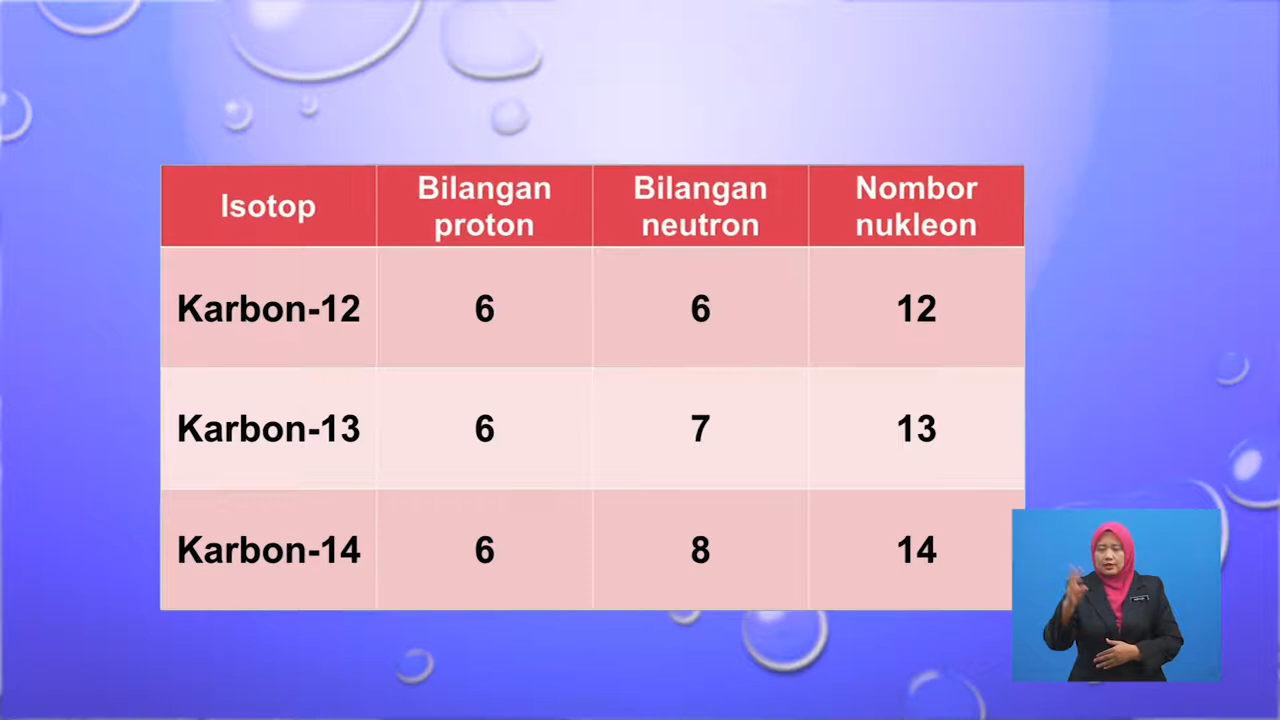 Isotop
Bilangan
proton
Bilangan
neutron
Nombor
nukleon
Karbon-12 6 6 12
Karbon-13 6 7 13
Karbon-14 6 8 14